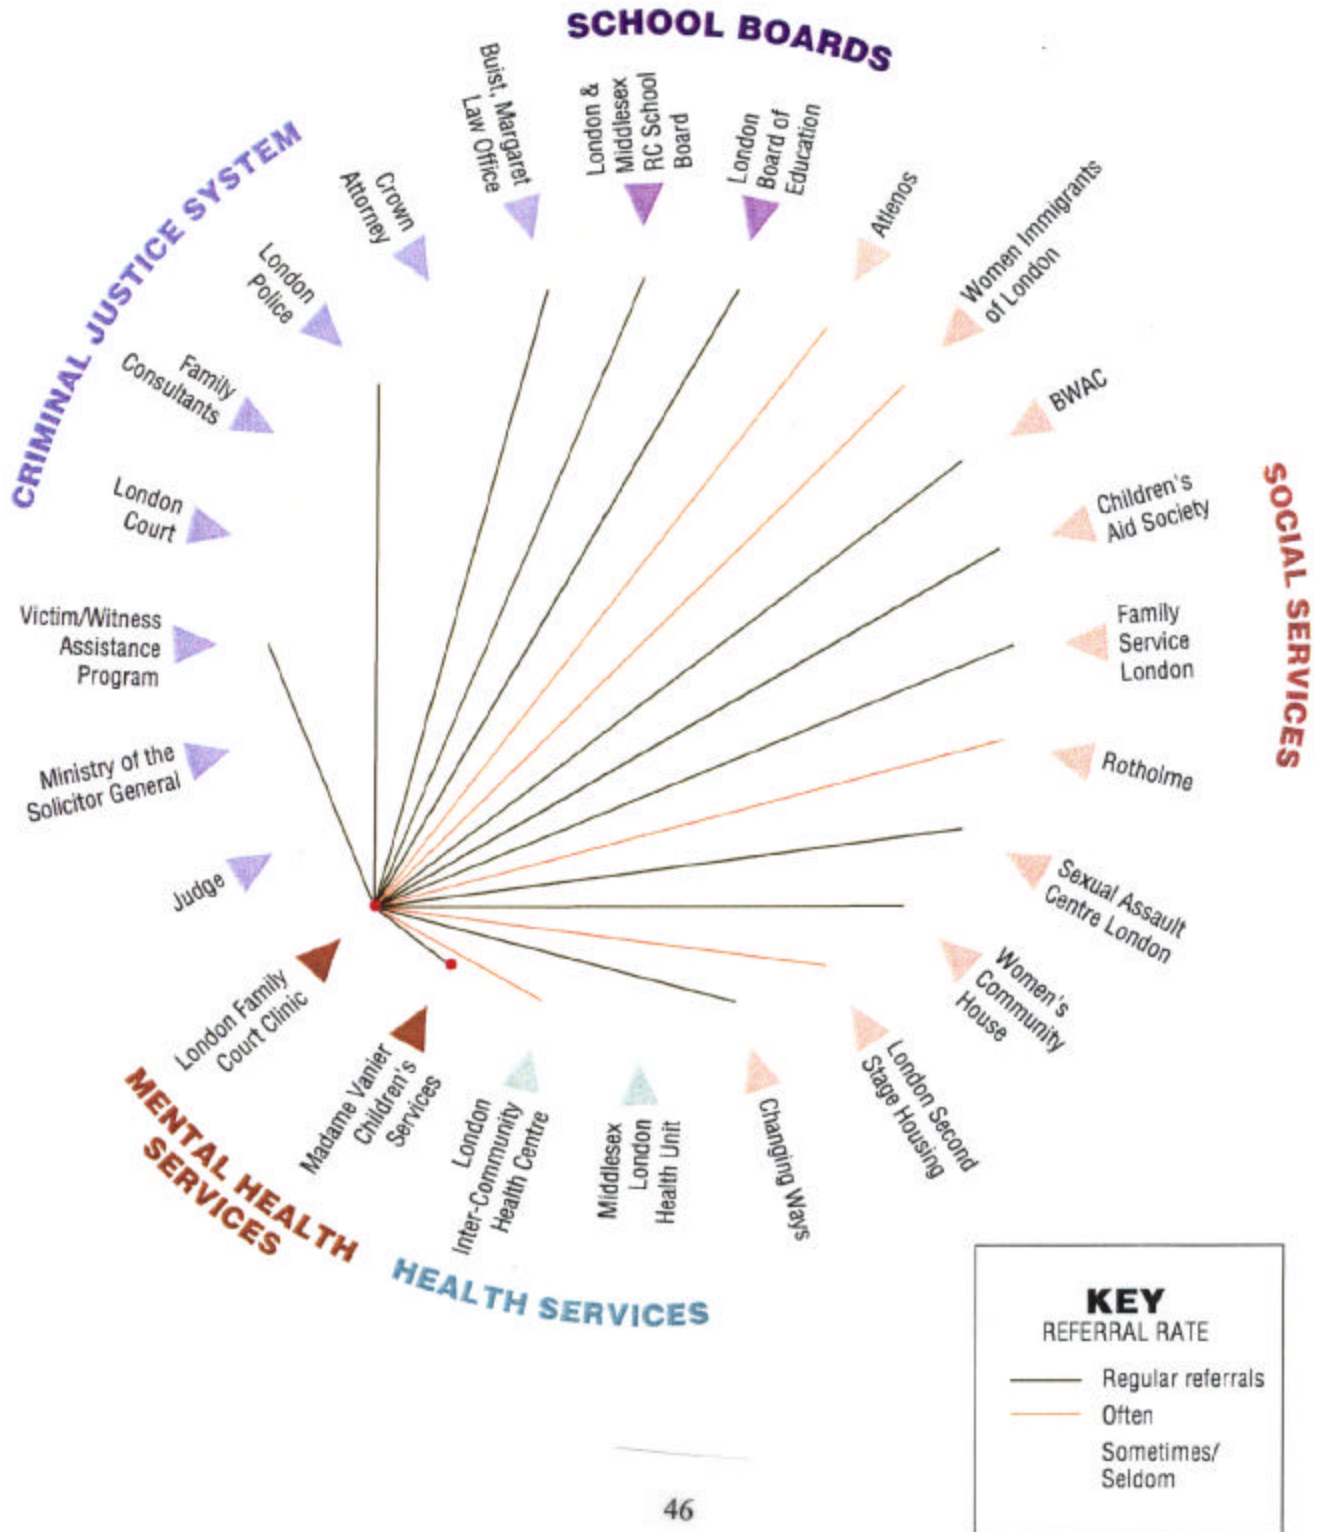 SCHOOL BOARDS
CRIMINAL JUSTICE SYSTEM
SOCIAL SERVICES
MENTAL HEALTH
SERVICES
HEALTH SERVICES
Buist, Margaret
Law Office
London &
Middlesex
RC School
Board
London
Board of
Education
Atlenos
Women Immigrants
of London
BWAC
Children's
Aid Society
Family
Service
London
Rotholme
Sexual Assault
Centre London
Women's
Community
House
London Second
Stage Housing
Changing Ways
Middlesex
London
Health Unit
London
Inter-Community
Health Centre
Madame Vanier
Children's
Services
London Family
Court Clinic
Judge
Ministry of the
Solicitor General
Victim/Witness
Assistance
Program
London
Court
Family
Consultants
London
Police
Crown
Attorney
KEY
REFERRAL RATE
Regular referrals
Often
Sometimes/
Seldom
46